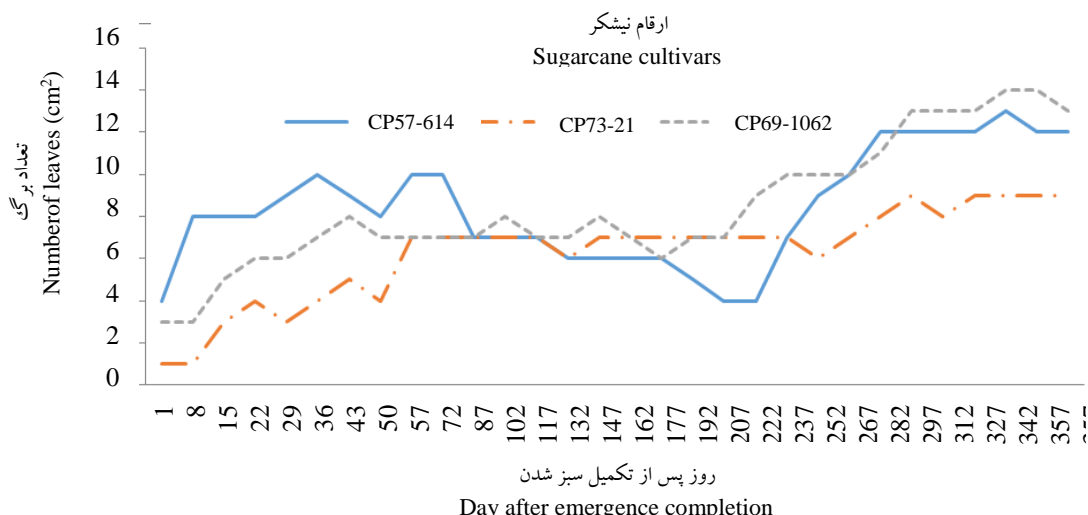 ارقام نیشکر
Sugarcane cultivars
CP57-614 CP73-21 CP69-1062
تعداد برگ
Numberof leaves (cm²)
16
14
12
10
8
6
4
2
0
1 8 15 22 29 36 43 50 57 72 87 102 117 132 147 162 177 192 207 222 237 252 267 282 297 312 327 342 357
روز پس از تکمیل سبز شدن
Day after emergence completion